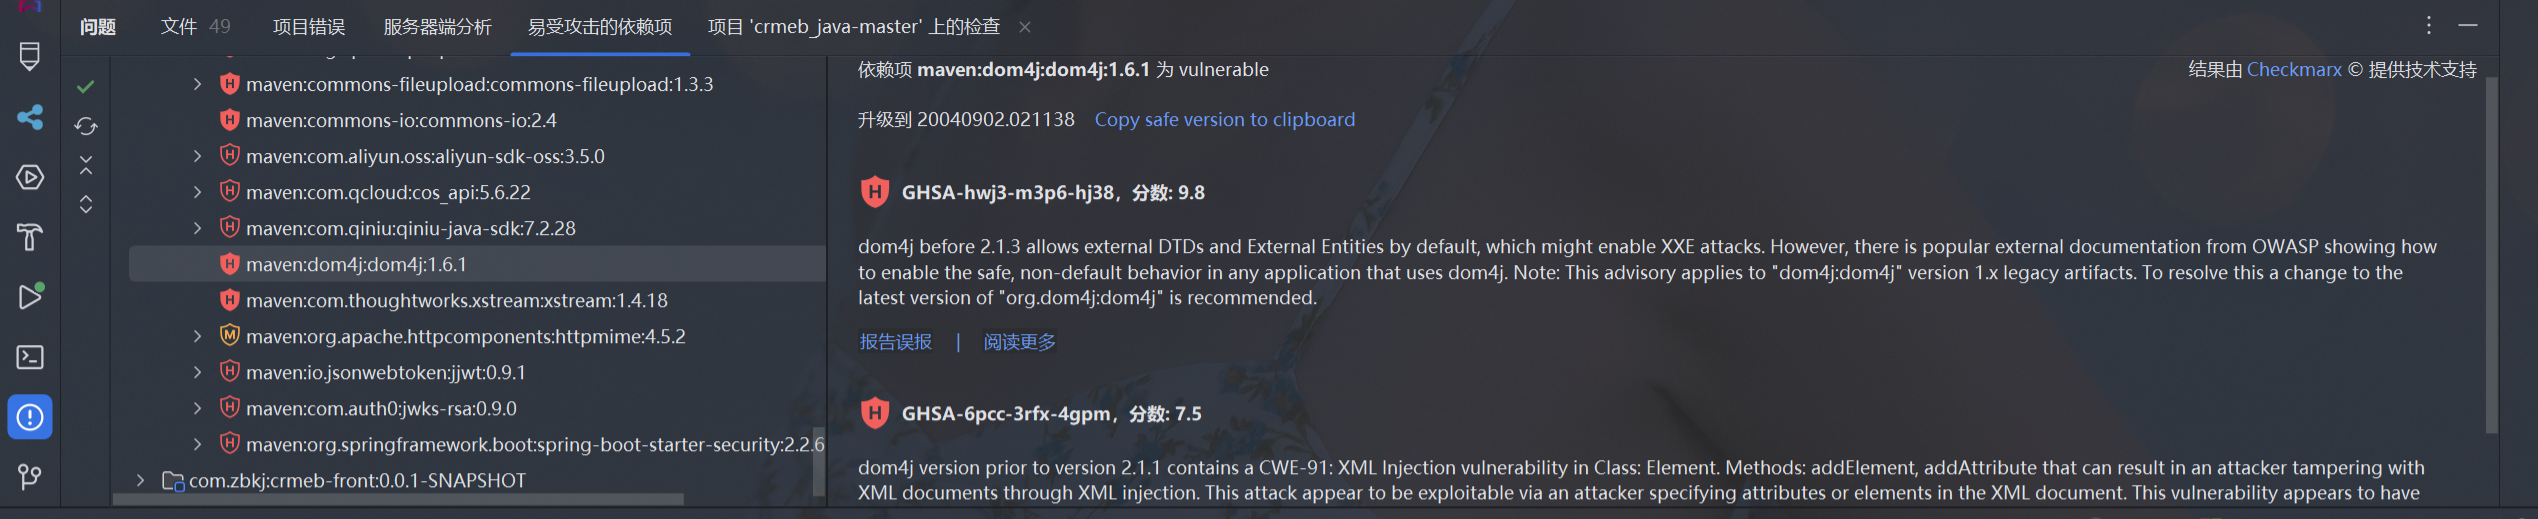 问题 文件 49 项目错误 服务器端分析 易受攻击的依赖项 项目 'crmeb_java-master' 上的检查
maven:commons-fileupload:commons-fileupload:1.3.3
maven:commons-io:commons-io:2.4
maven:com.aliyun.oss:aliyun-sdk-oss:3.5.0
maven:com.qcloud:cos_api:5.6.22
maven:com.qiniu:qiniu-java-sdk:7.2.28
maven:dom4j:dom4j:1.6.1
maven:com.thoughtworks.xstream:xstream:1.4.18
maven:org.apache.httpcomponents:httpmime:4.5.2
maven:io.jsonwebtoken:jjwt:0.9.1
maven:com.auth0:jwks-rsa:0.9.0
maven:org.springframework.boot:spring-boot-starter-security:2.2.6
com.zbkj:crmeb-front:0.0.1-SNAPSHOT
依赖项 maven:dom4j:dom4j:1.6.1 为 vulnerable
结果由 Checkmarx © 提供技术支持
升级到 20040902.021138 Copy safe version to clipboard
GHSA-hwj3-m3p6-hj38，分数: 9.8
dom4j before 2.1.3 allows external DTDs and External Entities by default, which might enable XXE attacks. However, there is popular external documentation from OWASP showing how
to enable the safe, non-default behavior in any application that uses dom4j. Note: This advisory applies to "dom4j:dom4j" version 1.x legacy artifacts. To resolve this a change to the
latest version of "org.dom4j:dom4j" is recommended.
报告误报 | 阅读更多
GHSA-6pcc-3rfx-4gpm，分数: 7.5
dom4j version prior to version 2.1.1 contains a CWE-91: XML Injection vulnerability in Class: Element. Methods: addElement, addAttribute that can result in an attacker tampering with
XML documents through XML injection. This attack appear to be exploitable via an attacker specifying attributes or elements in the XML document. This vulnerability appears to have